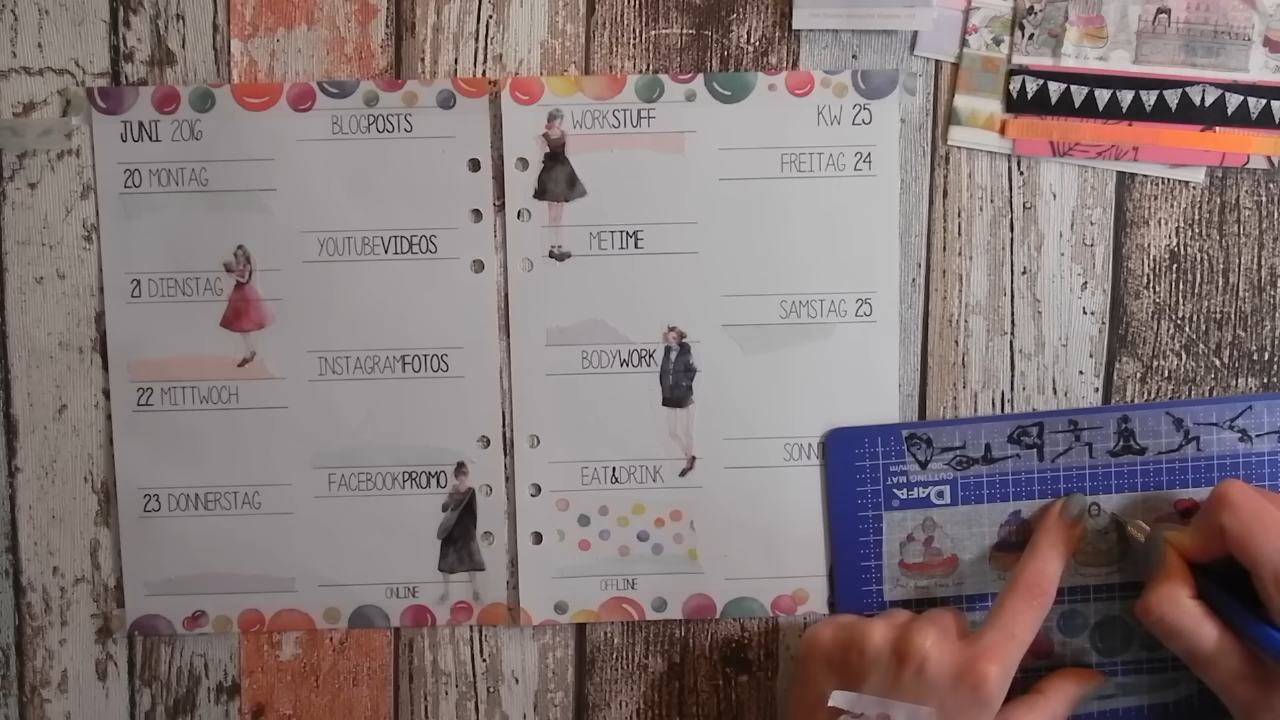 JUNI 2016
20 MONTAG
21 DIENSTAG
22 MITTWOCH
23 DONNERSTAG
BLOGPOSTS
YOUTUBEVIDEOS
INSTAGRAMFOTOS
FACEBOOKPROMO
ONLINE
WORKSTUFF
METIME
BODYWORK
EAT&DRINK
OFFLINE
KW 25
FREITAG 24
SAMSTAG 25
SONNT
DAFA
CUTTING MAT